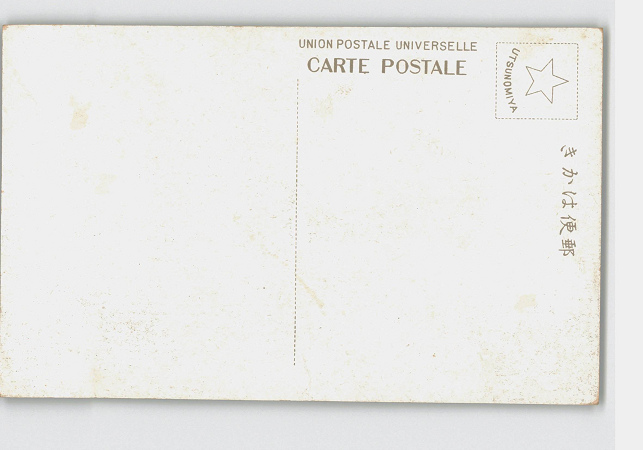 UNION POSTALE UNIVERSELLE
CARTE POSTALE
UTSUNOMIYA
きかは便郵